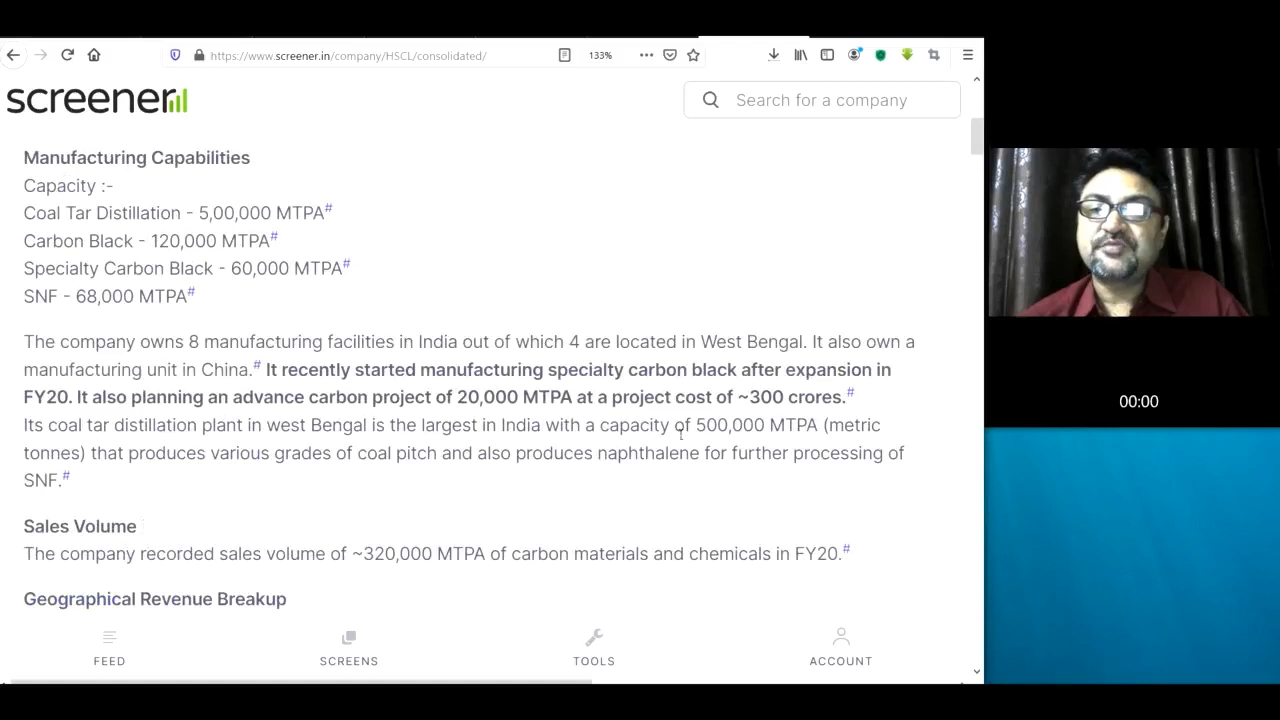 https://www.screener.in/company/HSCL/consolidated/
133%
screener
Search for a company
Manufacturing Capabilities
Capacity :-
Coal Tar Distillation - 5,00,000 MTPA#
Carbon Black - 120,000 MTPA#
Specialty Carbon Black - 60,000 MTPA#
SNF - 68,000 MTPA#
The company owns 8 manufacturing facilities in India out of which 4 are located in West Bengal. It also own a
manufacturing unit in China.# It recently started manufacturing specialty carbon black after expansion in
FY20. It also planning an advance carbon project of 20,000 MTPA at a project cost of ~300 crores.#
Its coal tar distillation plant in west Bengal is the largest in India with a capacity of 500,000 MTPA (metric
tonnes) that produces various grades of coal pitch and also produces naphthalene for further processing of
SNF.#
Sales Volume
The company recorded sales volume of ~320,000 MTPA of carbon materials and chemicals in FY20.#
Geographical Revenue Breakup
FEED
SCREENS
TOOLS
ACCOUNT
00:00